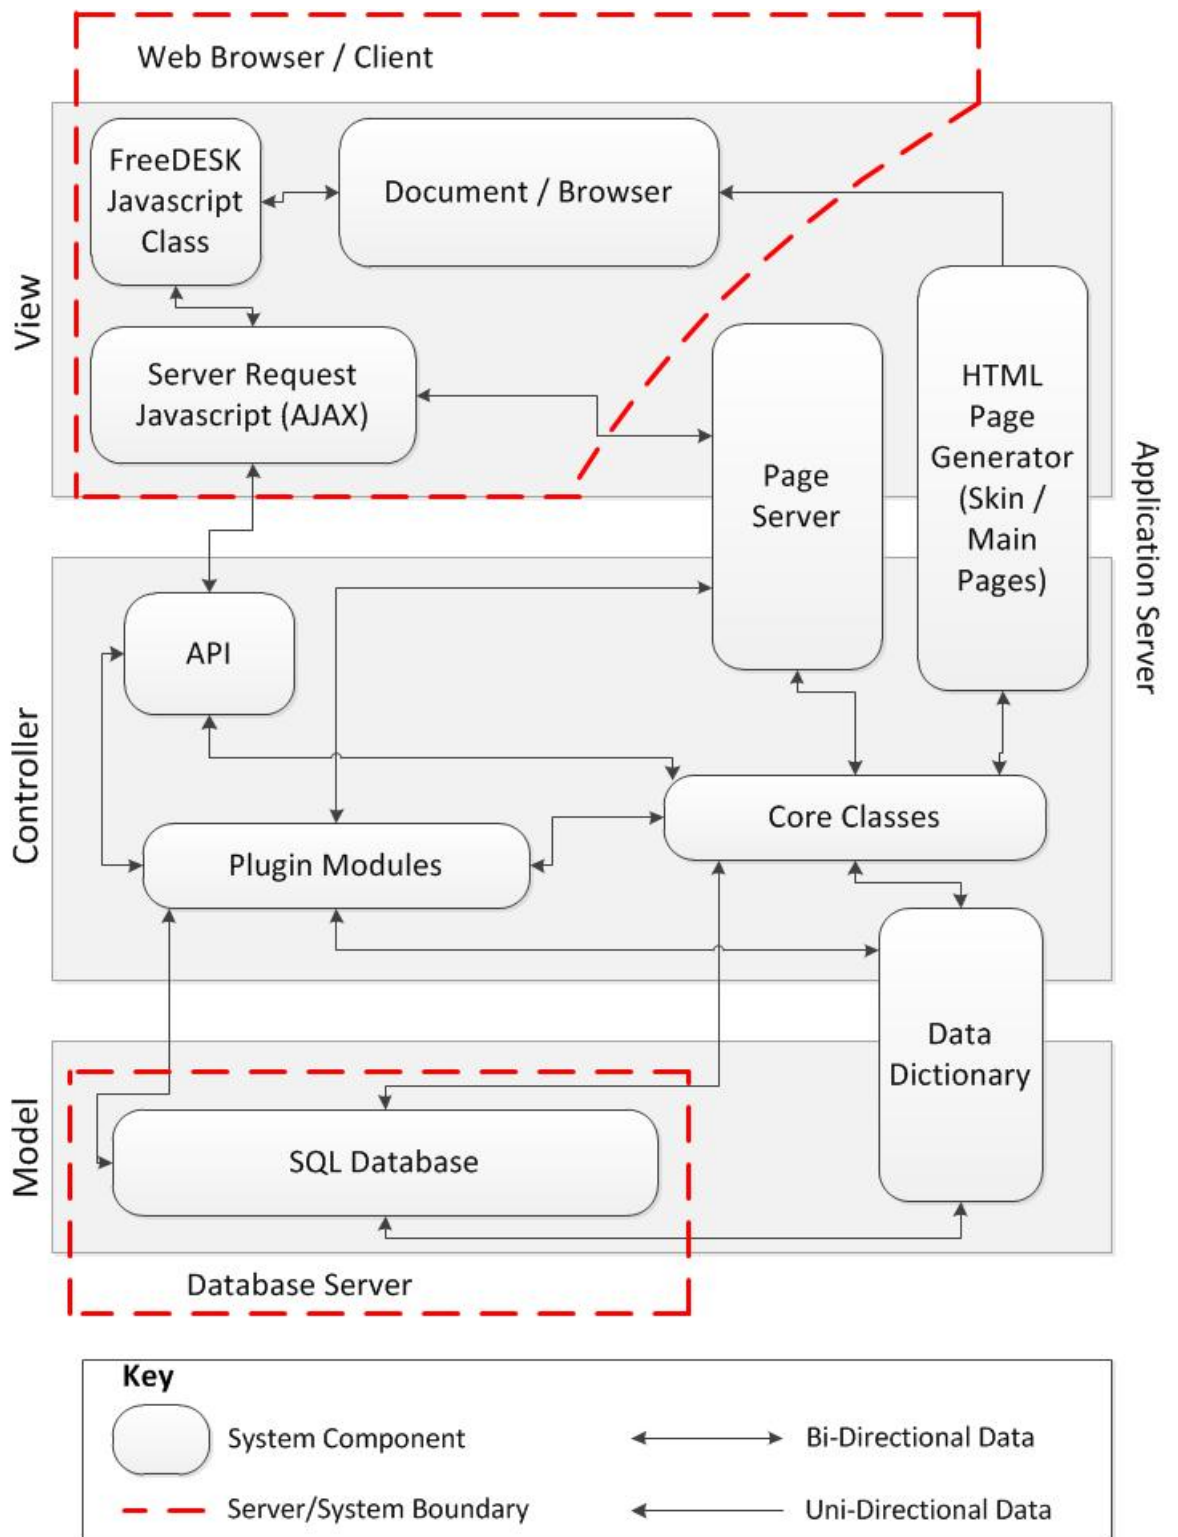 Web Browser / Client
FreeDESK
Javascript
Class
Document / Browser
View
Server Request
Javascript (AJAX)
Page
Server
HTML
Page
Generator
(Skin /
Main
Pages)
Application Server
Controller
API
Core Classes
Plugin Modules
Data
Dictionary
Model
SQL Database
Database Server
Key
System Component
Bi-Directional Data
Server/System Boundary
Uni-Directional Data